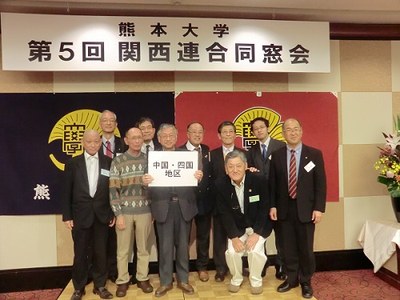 熊本大学
第5回 関西連合同窓会
熊
中国・四国
地区